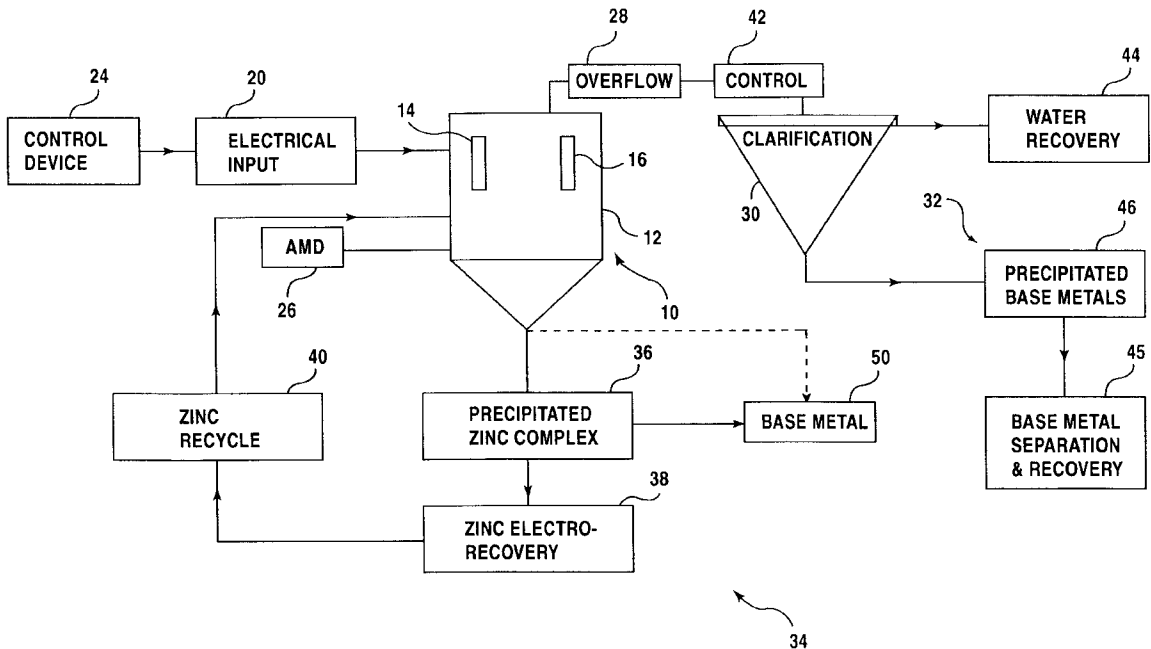 28
42
24
20
44
OVERFLOW
CONTROL
14
CONTROL
DEVICE
ELECTRICAL
INPUT
16
CLARIFICATION
WATER
RECOVERY
30
32
46
12
AMD
26
10
PRECIPITATED
BASE METALS
40
36
50
45
ZINC
RECYCLE
PRECIPITATED
ZINC COMPLEX
BASE METAL
BASE METAL
SEPARATION
& RECOVERY
38
ZINC ELECTRO-
RECOVERY
34